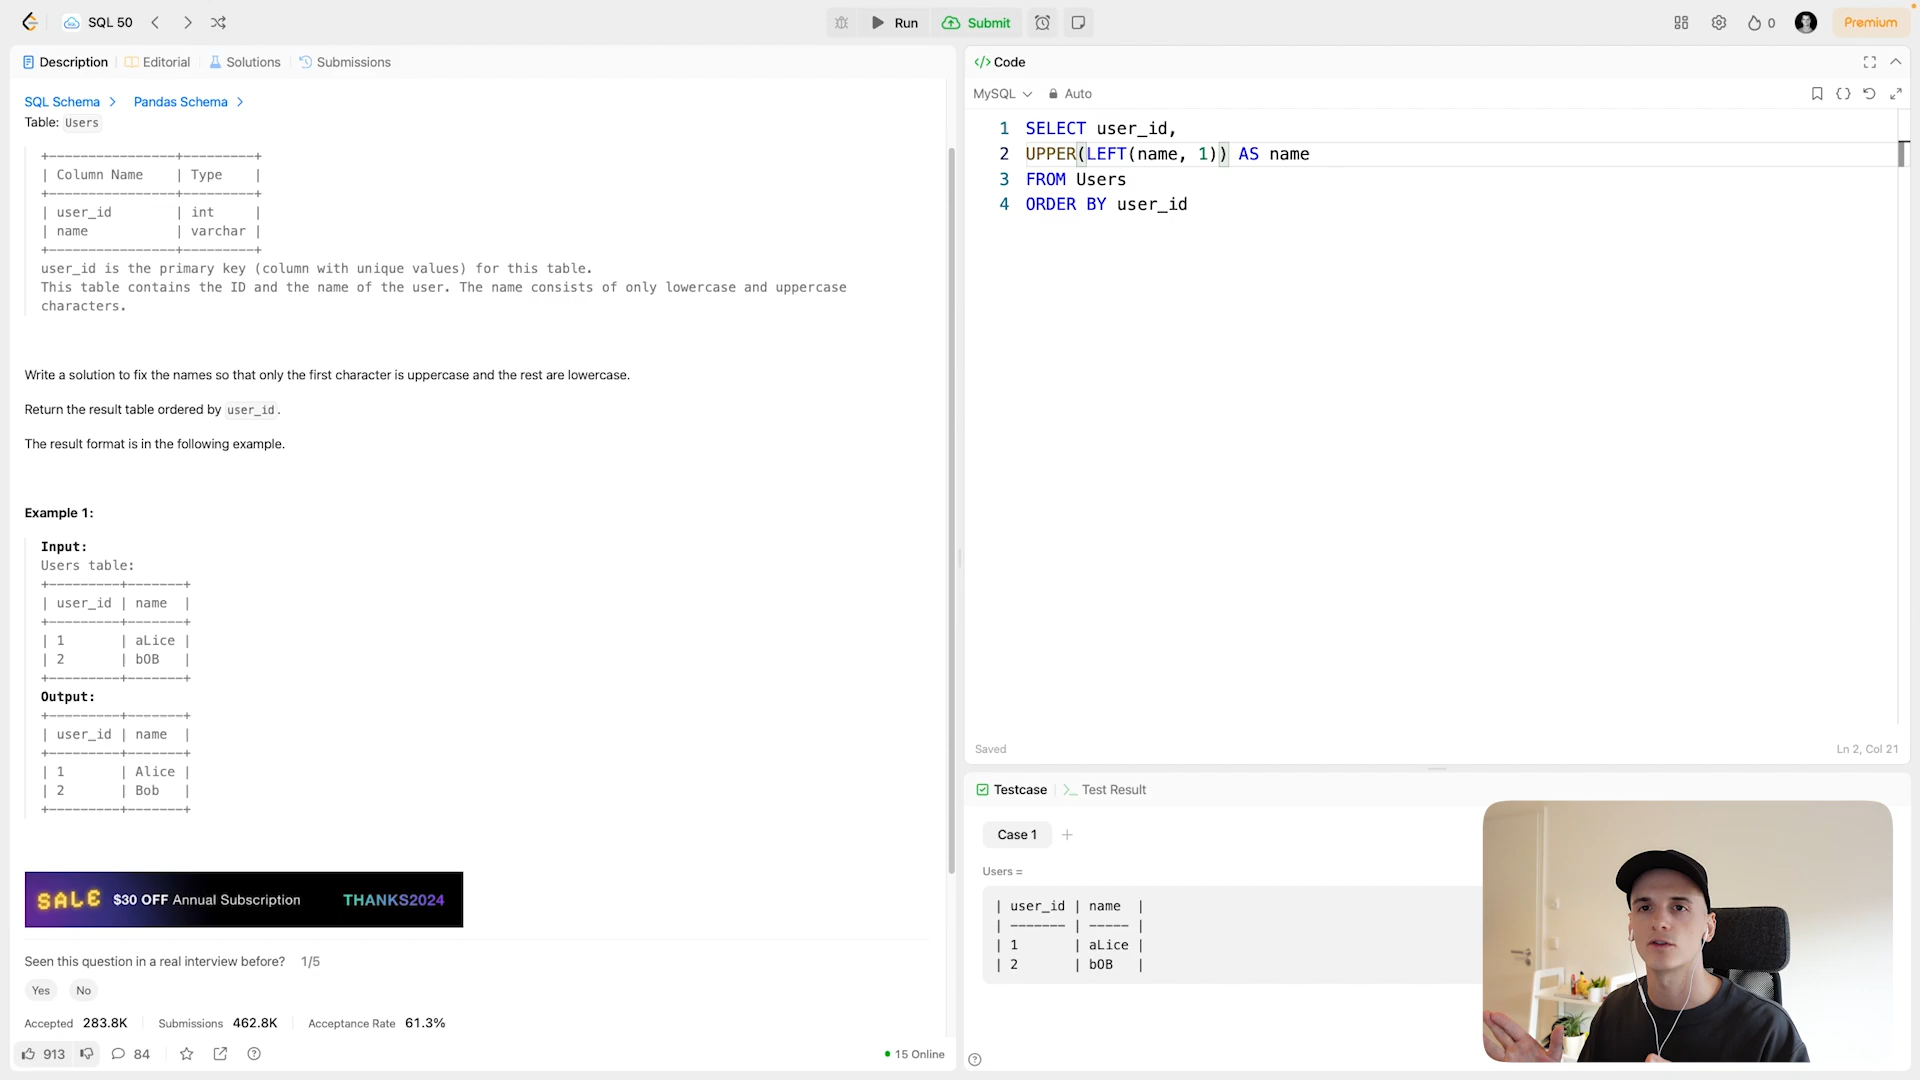 SQL 50
Run
Submit
0
Premium
Description
Editorial
Solutions
Submissions
SQL Schema
Pandas Schema
Table: Users
+----------------+---------+
| Column Name    | Type    |
+----------------+---------+
| user_id        | int     |
| name           | varchar |
+----------------+---------+
user_id is the primary key (column with unique values) for this table.
This table contains the ID and the name of the user. The name consists of only lowercase and uppercase
characters.
Write a solution to fix the names so that only the first character is uppercase and the rest are lowercase.
Return the result table ordered by user_id.
The result format is in the following example.
Example 1:
Input:
Users table:
+---------+-------+
| user_id | name  |
+---------+-------+
| 1       | aLice |
| 2       | bOB   |
+---------+-------+
Output:
+---------+-------+
| user_id | name  |
+---------+-------+
| 1       | Alice |
| 2       | Bob   |
+---------+-------+
SALE $30 OFF Annual Subscription THANKS2024
Seen this question in a real interview before? 1/5
Yes No
Accepted 283.8K Submissions 462.8K Acceptance Rate 61.3%
913
84
15 Online
</> Code
MySQL
Auto
1 SELECT user_id,
2 UPPER(LEFT(name, 1)) AS name
3 FROM Users
4 ORDER BY user_id
Saved
Ln 2, Col 21
Testcase
>_ Test Result
Case 1 +
Users =
| user_id | name  |
| ------- | ----- |
| 1       | aLice |
| 2       | bOB   |